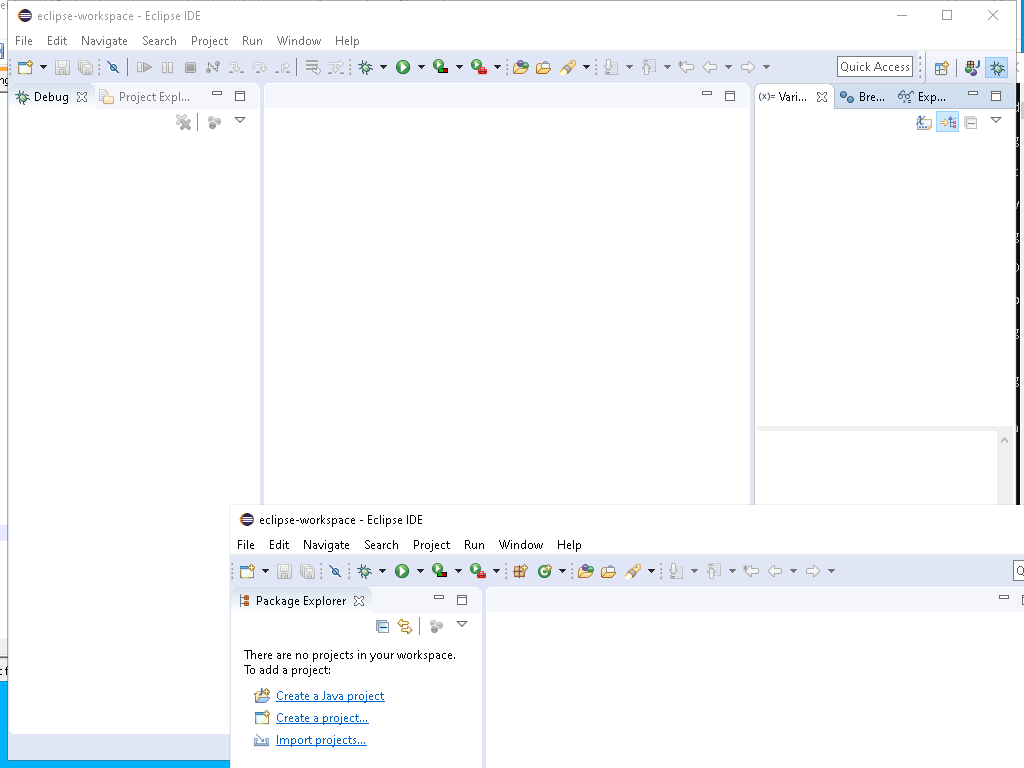 eclipse-workspace - Eclipse IDE
File Edit Navigate Search Project Run Window Help
Quick Access
Debug Project Expl... (x)= Vari... Bre... Exp...
eclipse-workspace - Eclipse IDE
File Edit Navigate Search Project Run Window Help
Package Explorer
There are no projects in your workspace.
To add a project:
Create a Java project
Create a project...
Import projects...